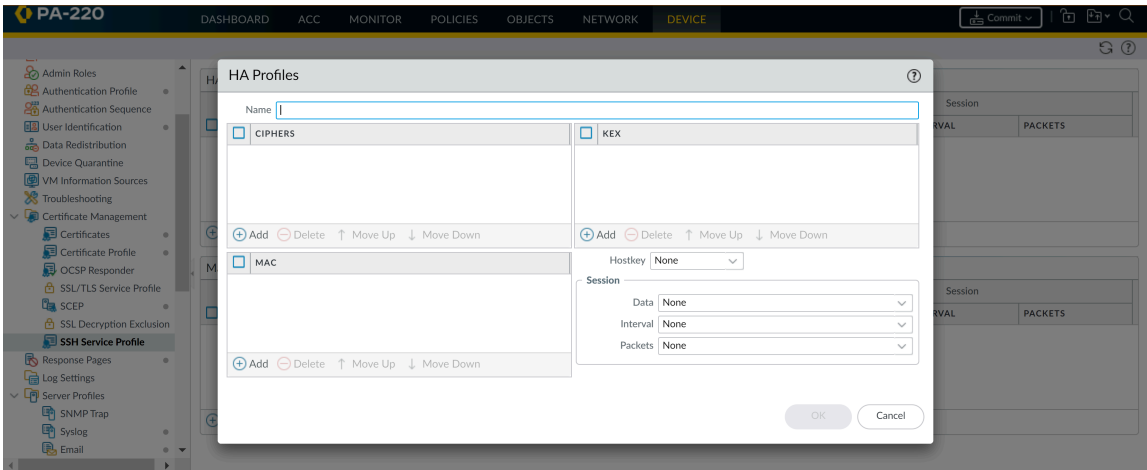 PA-220
DASHBOARD ACC MONITOR POLICIES OBJECTS NETWORK DEVICE
Commit
Admin Roles
Authentication Profile
Authentication Sequence
User Identification
Data Redistribution
Device Quarantine
VM Information Sources
Troubleshooting
Certificate Management
Certificates
Certificate Profile
OCSP Responder
SSL/TLS Service Profile
SCEP
SSL Decryption Exclusion
SSH Service Profile
Response Pages
Log Settings
Server Profiles
SNMP Trap
Syslog
Email
HA Profiles
Name
CIPHERS
Add Delete Move Up Move Down
KEX
Add Delete Move Up Move Down
MAC
Add Delete Move Up Move Down
Hostkey None
Session
Data None
Interval None
Packets None
OK Cancel
Session
RVAL PACKETS
Session
RVAL PACKETS